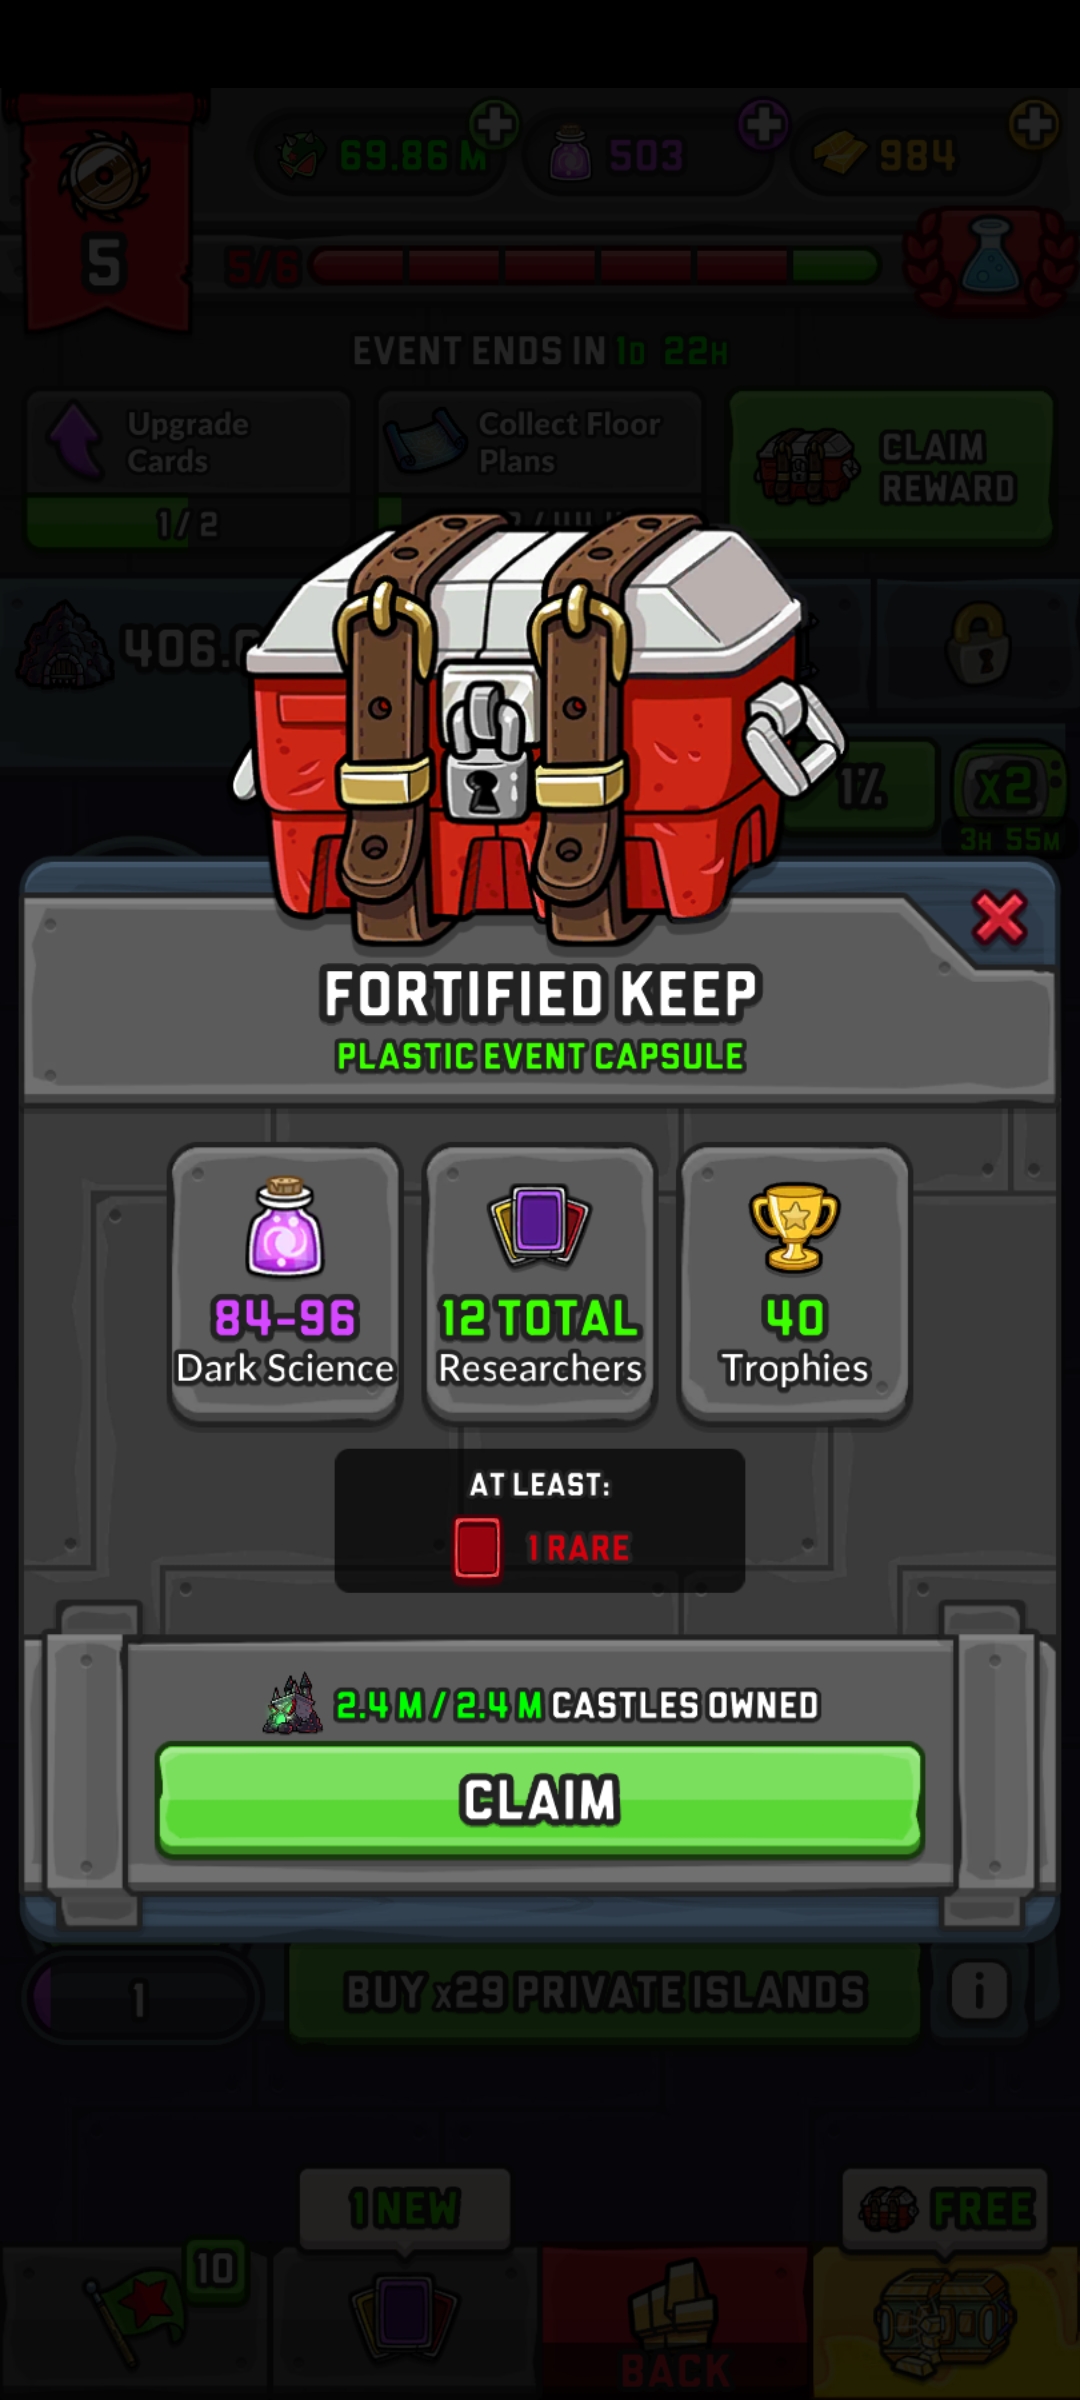 69.86 M
503
984
5
5/6
EVENT ENDS IN 1D 22H
Upgrade
Cards
1/2
Collect Floor
Plans
CLAIM
REWARD
1%
x2
3H 55M
FORTIFIED KEEP
PLASTIC EVENT CAPSULE
84-96
Dark Science
12 TOTAL
Researchers
40
Trophies
AT LEAST:
1 RARE
2.4 M / 2.4 M CASTLES OWNED
CLAIM
1
BUY x29 PRIVATE ISLANDS
i
1 NEW
FREE
10
BACK